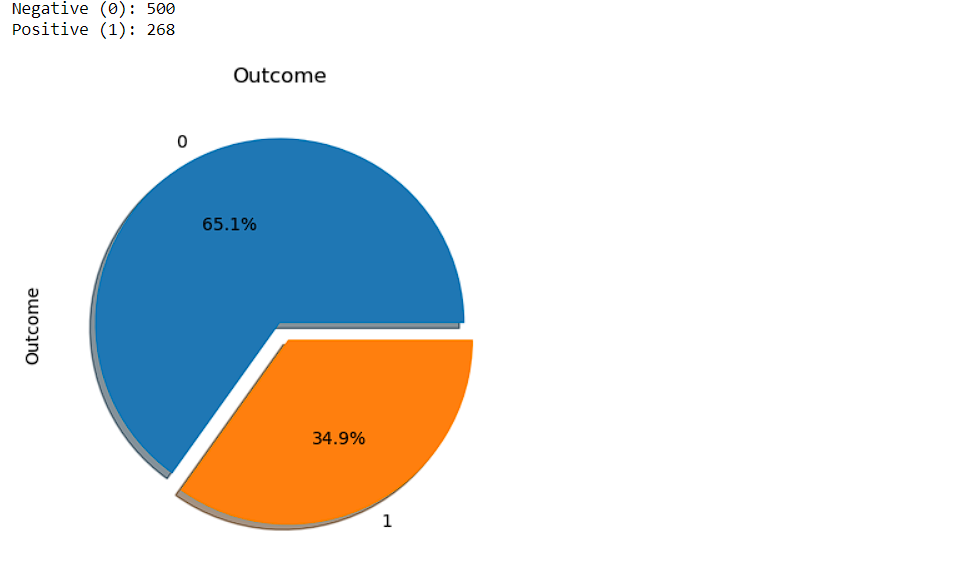 Negative (0): 500
Positive (1): 268
Outcome
0
65.1%
Outcome
34.9%
1